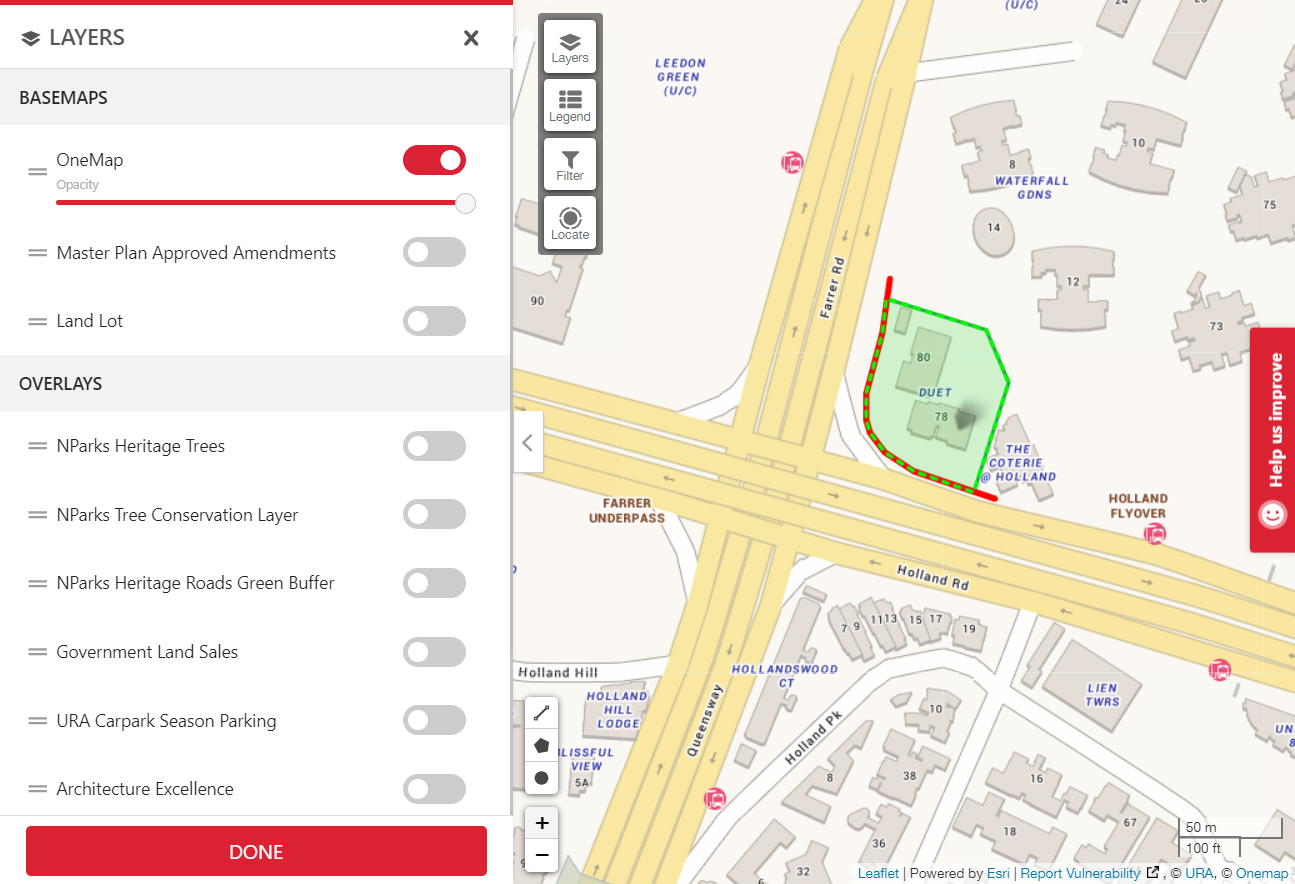 LAYERS
BASEMAPS
OneMap
Opacity
Master Plan Approved Amendments
Land Lot
OVERLAYS
NParks Heritage Trees
NParks Tree Conservation Layer
NParks Heritage Roads Green Buffer
Government Land Sales
URA Carpark Season Parking
Architecture Excellence
DONE
Layers
Legend
Filter
Locate
(U/C)
24
20
LEEDON
GREEN
(U/C)
8
10
WATERFALL
GDNS
75
14
12
90
73
Farrer Rd
80
DUET
78
THE
COTERIE
@ HOLLAND
Help us improve
HOLLAND
FLYOVER
FARRER
UNDERPASS
Holland Rd
7
9
11
13
15
17
19
Holland Hill
HOLLANDSWOOD
CT
HOLLAND
HILL
LODGE
LIEN
TWRS
10
Queensway
Holland Pk
BLISSFUL
VIEW
5A
8
38
16
67
18
36
32
+
−
50 m
100 ft
Leaflet | Powered by Esri | Report Vulnerability , © URA, © Onemap